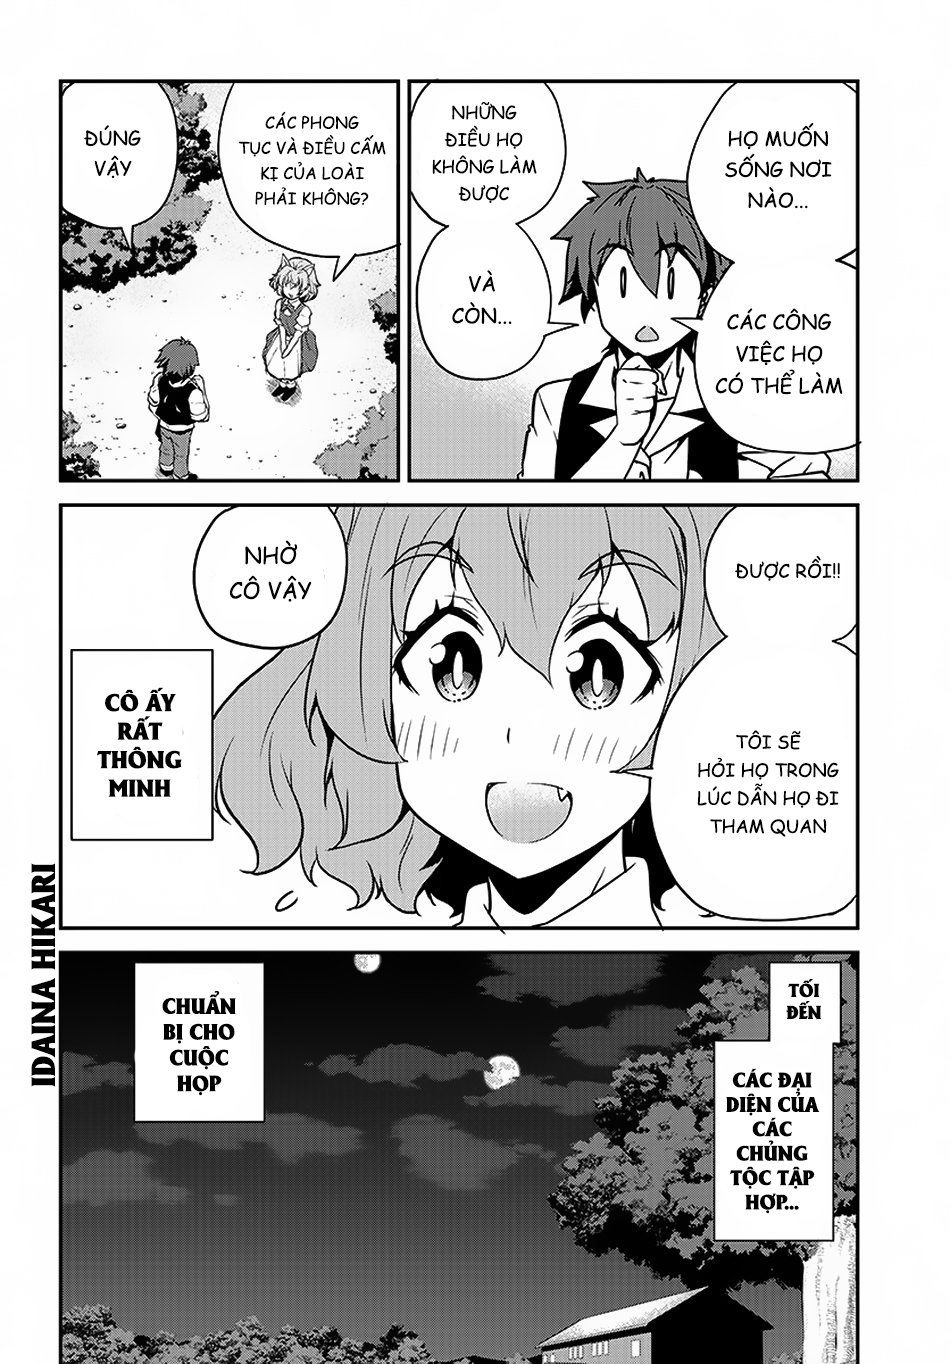 HỌ MUỐN
SỐNG NƠI
NÀO...
CÁC CÔNG
VIỆC HỌ
CÓ THỂ LÀM
NHỮNG
ĐIỀU HỌ
KHÔNG LÀM
ĐƯỢC
VÀ
CÒN...
CÁC PHONG
TỤC VÀ ĐIỀU CẤM
KỊ CỦA LOÀI
PHẢI KHÔNG?
ĐÚNG
VẬY
ĐƯỢC RỒI!!
TÔI SẼ
HỎI HỌ TRONG
LÚC DẪN HỌ ĐI
THAM QUAN
NHỜ
CÔ VẬY
CÔ ẤY
RẤT
THÔNG
MINH
TỐI
ĐẾN
CÁC ĐẠI
DIỆN CỦA
CÁC
CHỦNG
TỘC TẬP
HỢP...
CHUẨN
BỊ CHO
CUỘC
HỌP
IDAINA HIKARI